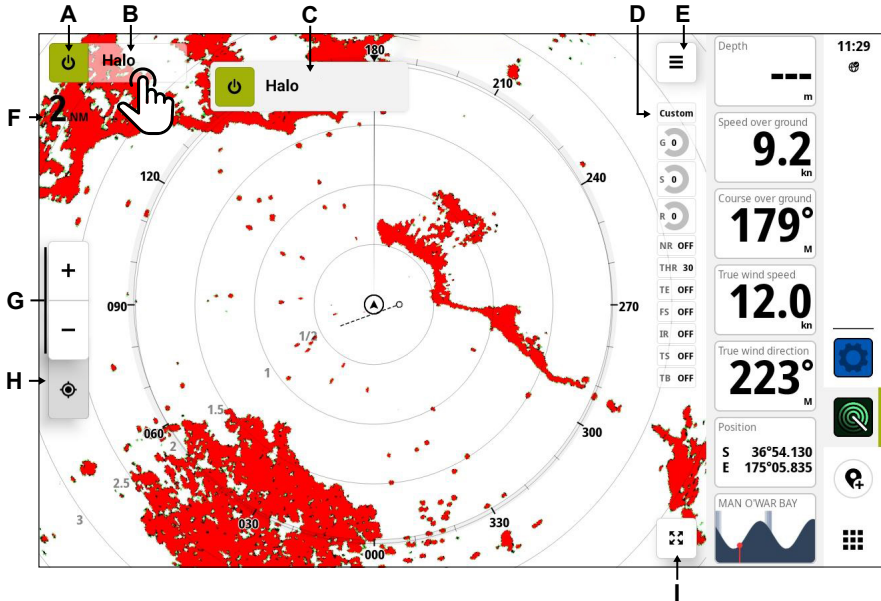 A
B
C
D
E
F
G
H
I
Halo
Halo
2 NM
180
210
240
270
300
330
000
030
060
090
120
1/2
1
1.5
2
2.5
3
+
−
Custom
G 0
S 0
R 0
NR OFF
THR 30
TE OFF
FS OFF
IR OFF
TS OFF
TB OFF
Depth
---
m
Speed over ground
9.2
kn
Course over ground
179°
M
True wind speed
12.0
kn
True wind direction
223°
M
Position
S 36°54.130
E 175°05.835
MAN O'WAR BAY
11:29